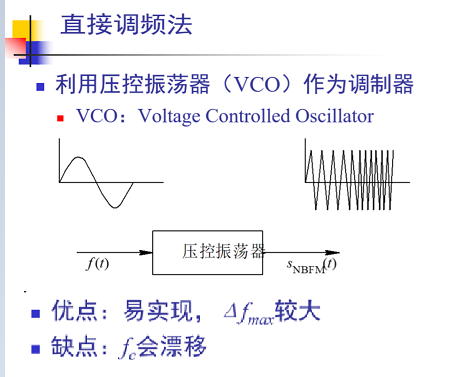 直接调频法
利用压控振荡器（VCO）作为调制器
VCO：Voltage Controlled Oscillator
压控振荡器
f(t)
sNBFM(t)
优点：易实现， Δfmax较大
缺点：fc会漂移